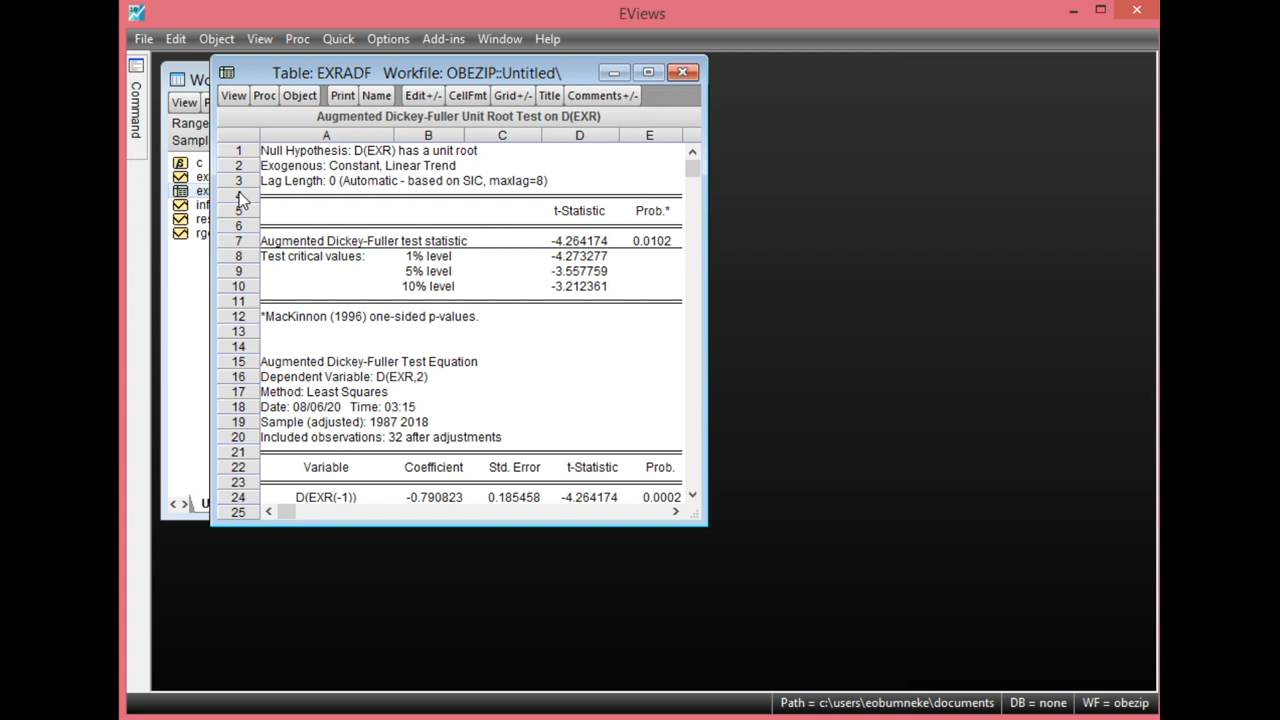 EViews
File Edit Object View Proc Quick Options Add-ins Window Help
Command
Wo
View P
Range
Sampl
c
ex
ex
inf
res
rg
U
Table: EXRADF Workfile: OBEZIP::Untitled\
View Proc Object Print Name Edit+/- CellFmt Grid+/- Title Comments+/-
Augmented Dickey-Fuller Unit Root Test on D(EXR)
A B C D E
1 Null Hypothesis: D(EXR) has a unit root
2 Exogenous: Constant, Linear Trend
3 Lag Length: 0 (Automatic - based on SIC, maxlag=8)
4
5 t-Statistic Prob.*
6
7 Augmented Dickey-Fuller test statistic -4.264174 0.0102
8 Test critical values: 1% level -4.273277
9 5% level -3.557759
10 10% level -3.212361
11
12 *MacKinnon (1996) one-sided p-values.
13
14
15 Augmented Dickey-Fuller Test Equation
16 Dependent Variable: D(EXR,2)
17 Method: Least Squares
18 Date: 08/06/20 Time: 03:15
19 Sample (adjusted): 1987 2018
20 Included observations: 32 after adjustments
21
22 Variable Coefficient Std. Error t-Statistic Prob.
23
24 D(EXR(-1)) -0.790823 0.185458 -4.264174 0.0002
25
Path = c:\users\eobumneke\documents DB = none WF = obezip